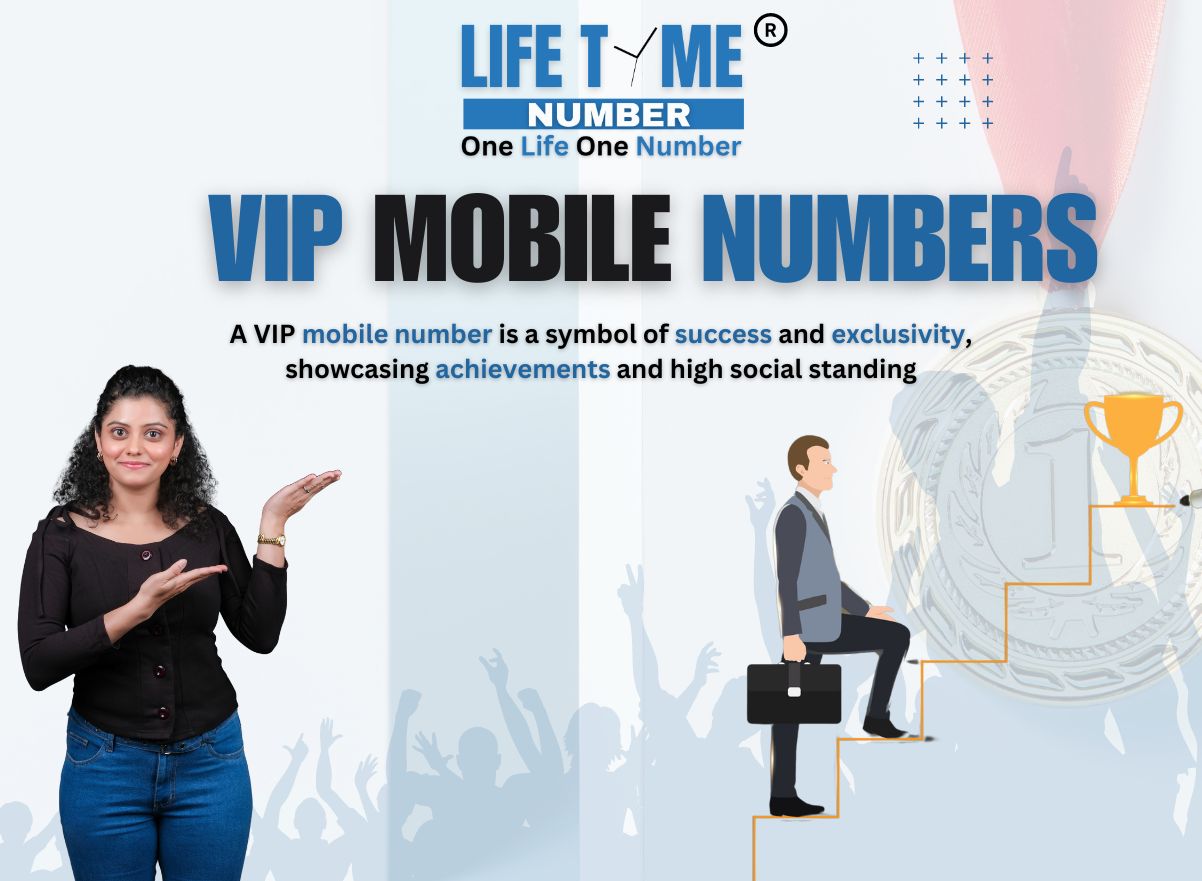 LIFE TYME ®
NUMBER
One Life One Number
VIP MOBILE NUMBERS
A VIP mobile number is a symbol of success and exclusivity,
showcasing achievements and high social standing
1